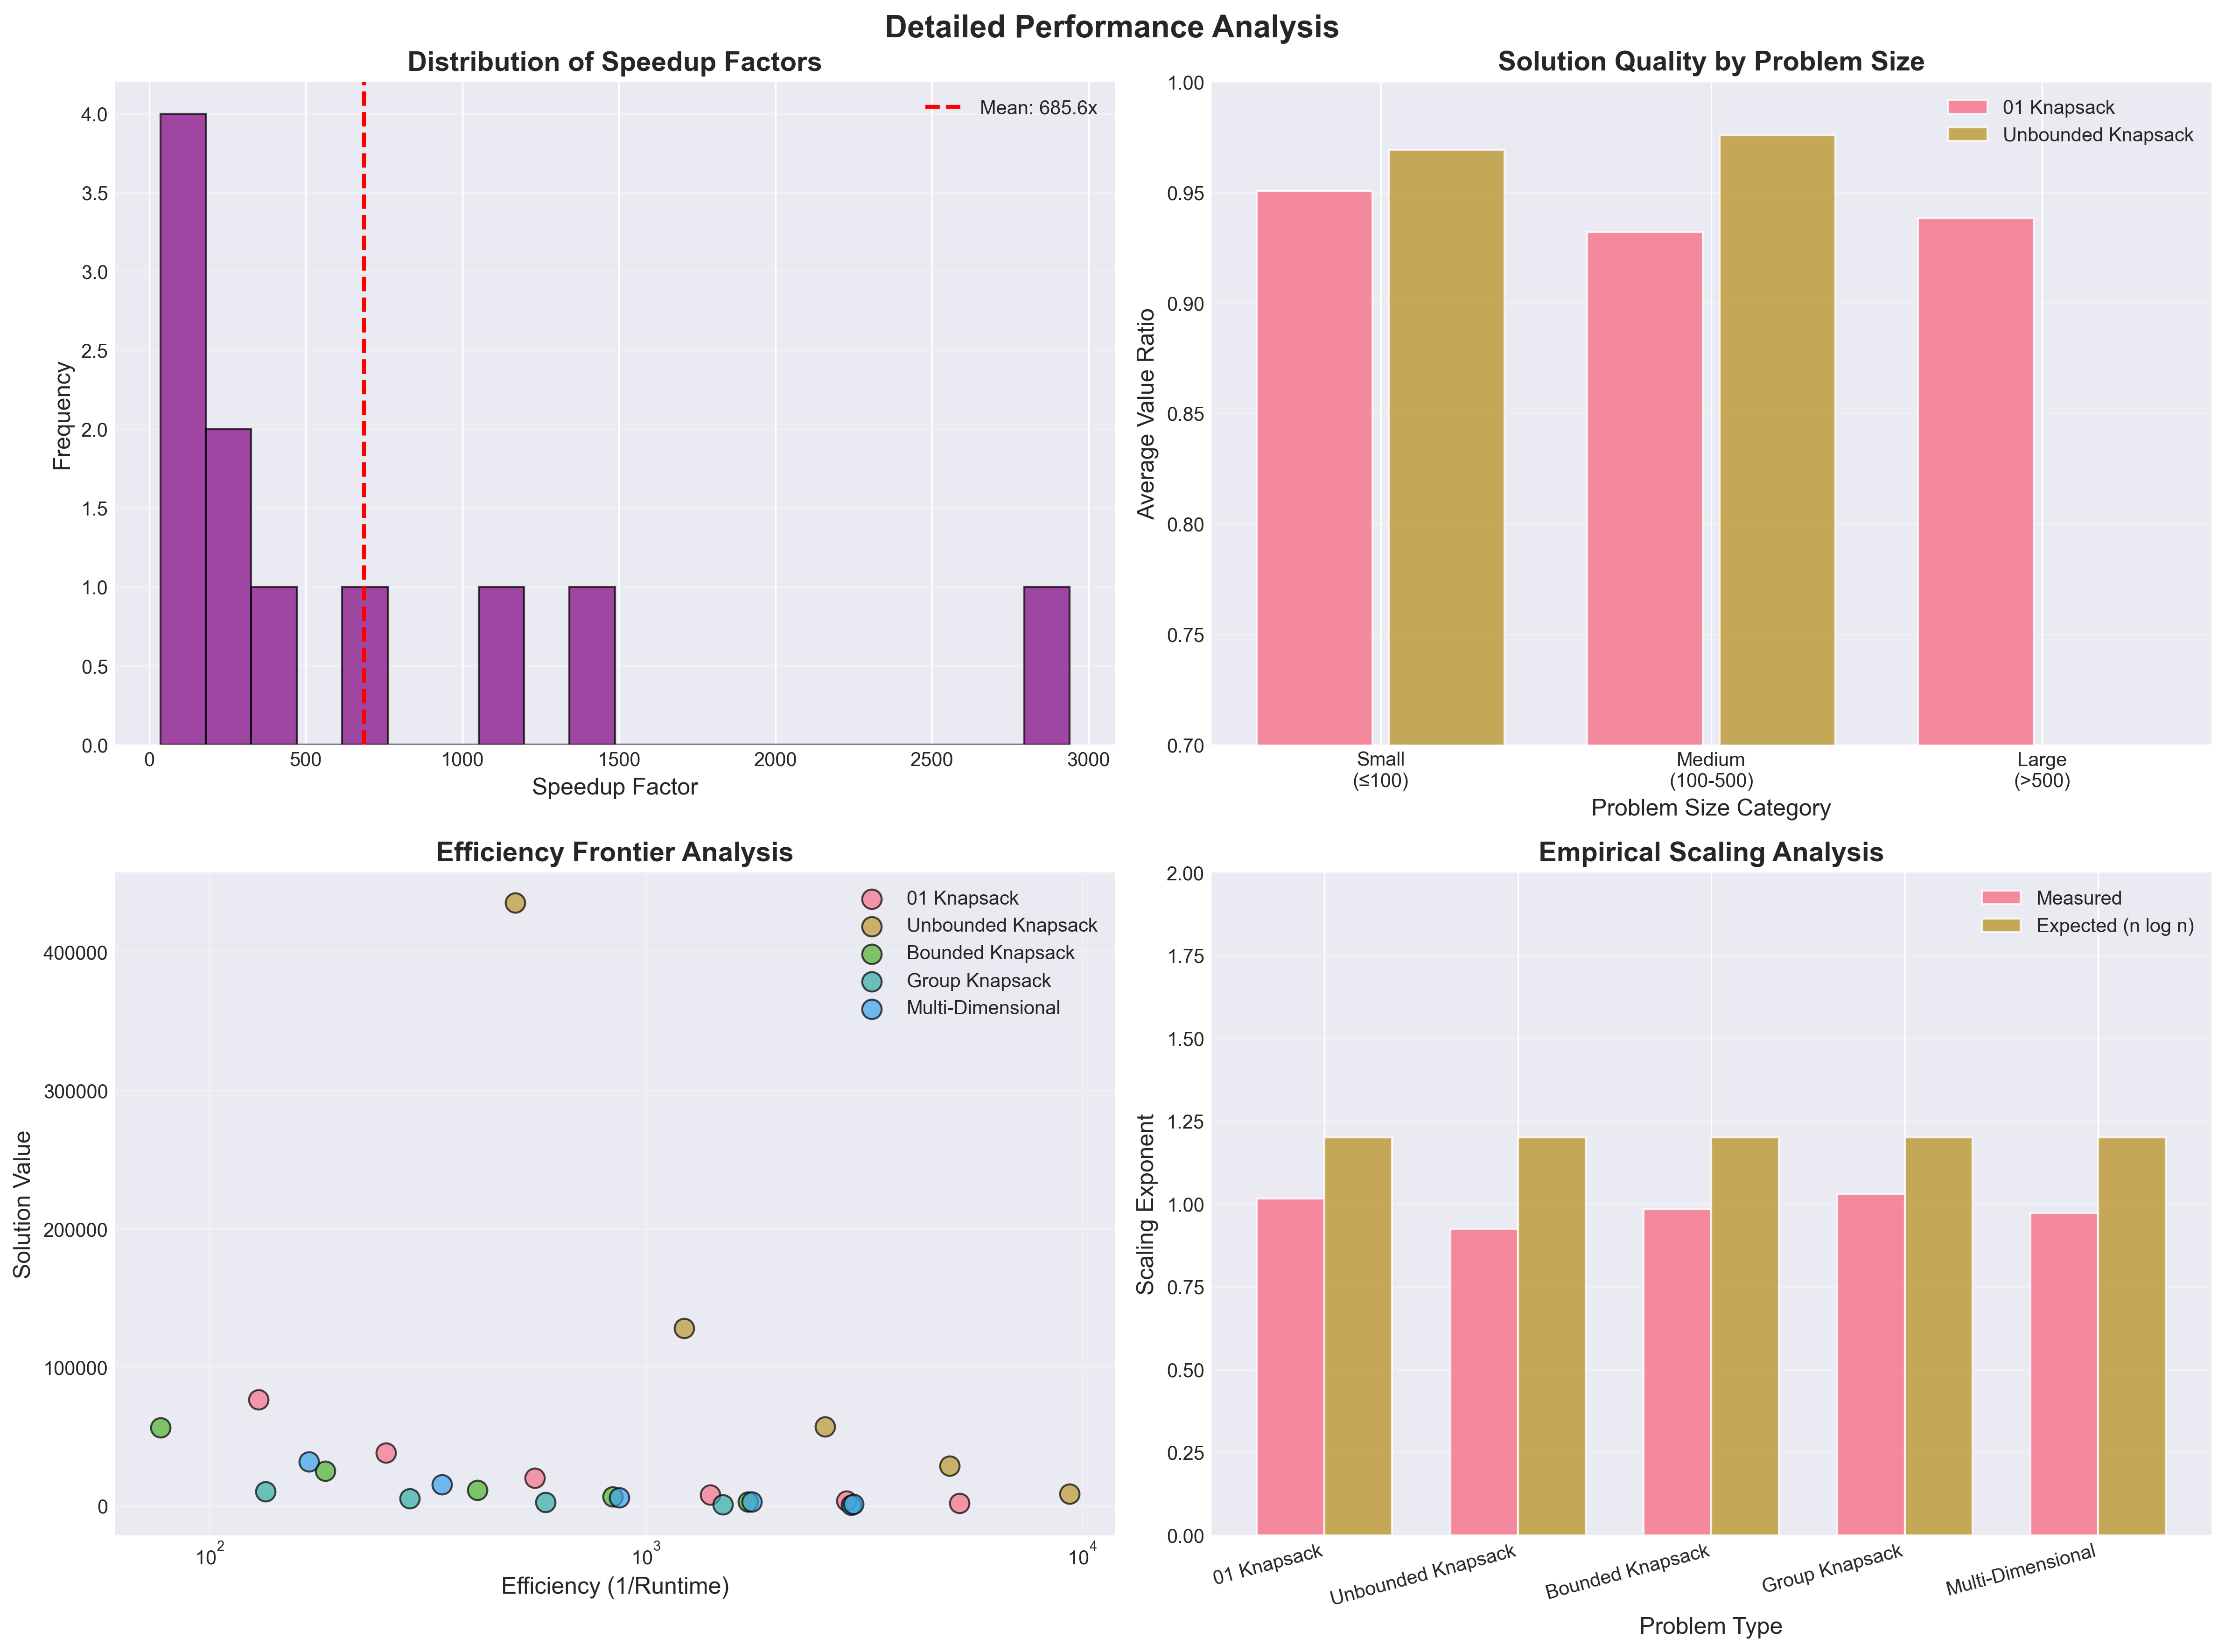 Detailed Performance Analysis
Distribution of Speedup Factors
Mean: 685.6x
4.0
3.5
3.0
2.5
2.0
1.5
1.0
0.5
0.0
Frequency
0 500 1000 1500 2000 2500 3000
Speedup Factor
Solution Quality by Problem Size
01 Knapsack
Unbounded Knapsack
1.00
0.95
0.90
0.85
0.80
0.75
0.70
Average Value Ratio
Small Medium Large
(≤100) (100-500) (>500)
Problem Size Category
Efficiency Frontier Analysis
01 Knapsack
Unbounded Knapsack
Bounded Knapsack
Group Knapsack
Multi-Dimensional
400000
300000
200000
100000
0
Solution Value
10² 10³ 10⁴
Efficiency (1/Runtime)
Empirical Scaling Analysis
Measured
Expected (n log n)
2.00
1.75
1.50
1.25
1.00
0.75
0.50
0.25
0.00
Scaling Exponent
01 Knapsack
Unbounded Knapsack
Bounded Knapsack
Group Knapsack
Multi-Dimensional
Problem Type